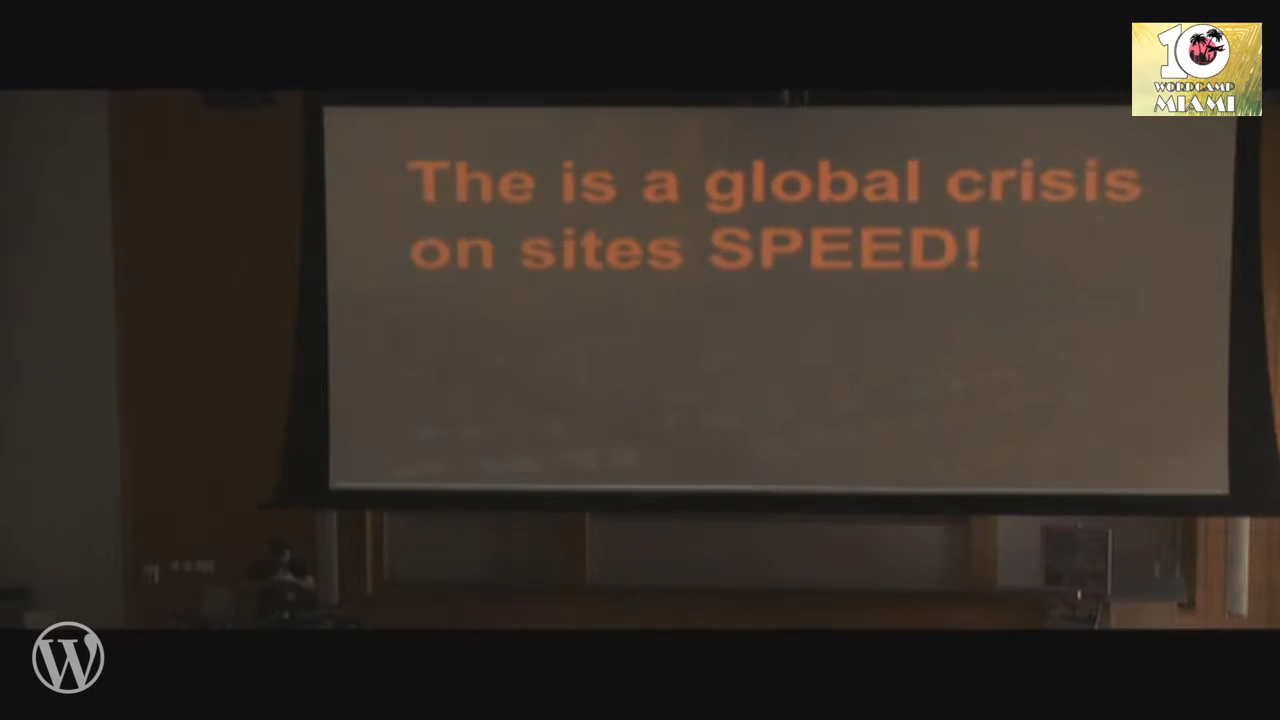 10
WORDCAMP
MIAMI
The is a global crisis
on sites SPEED!
W